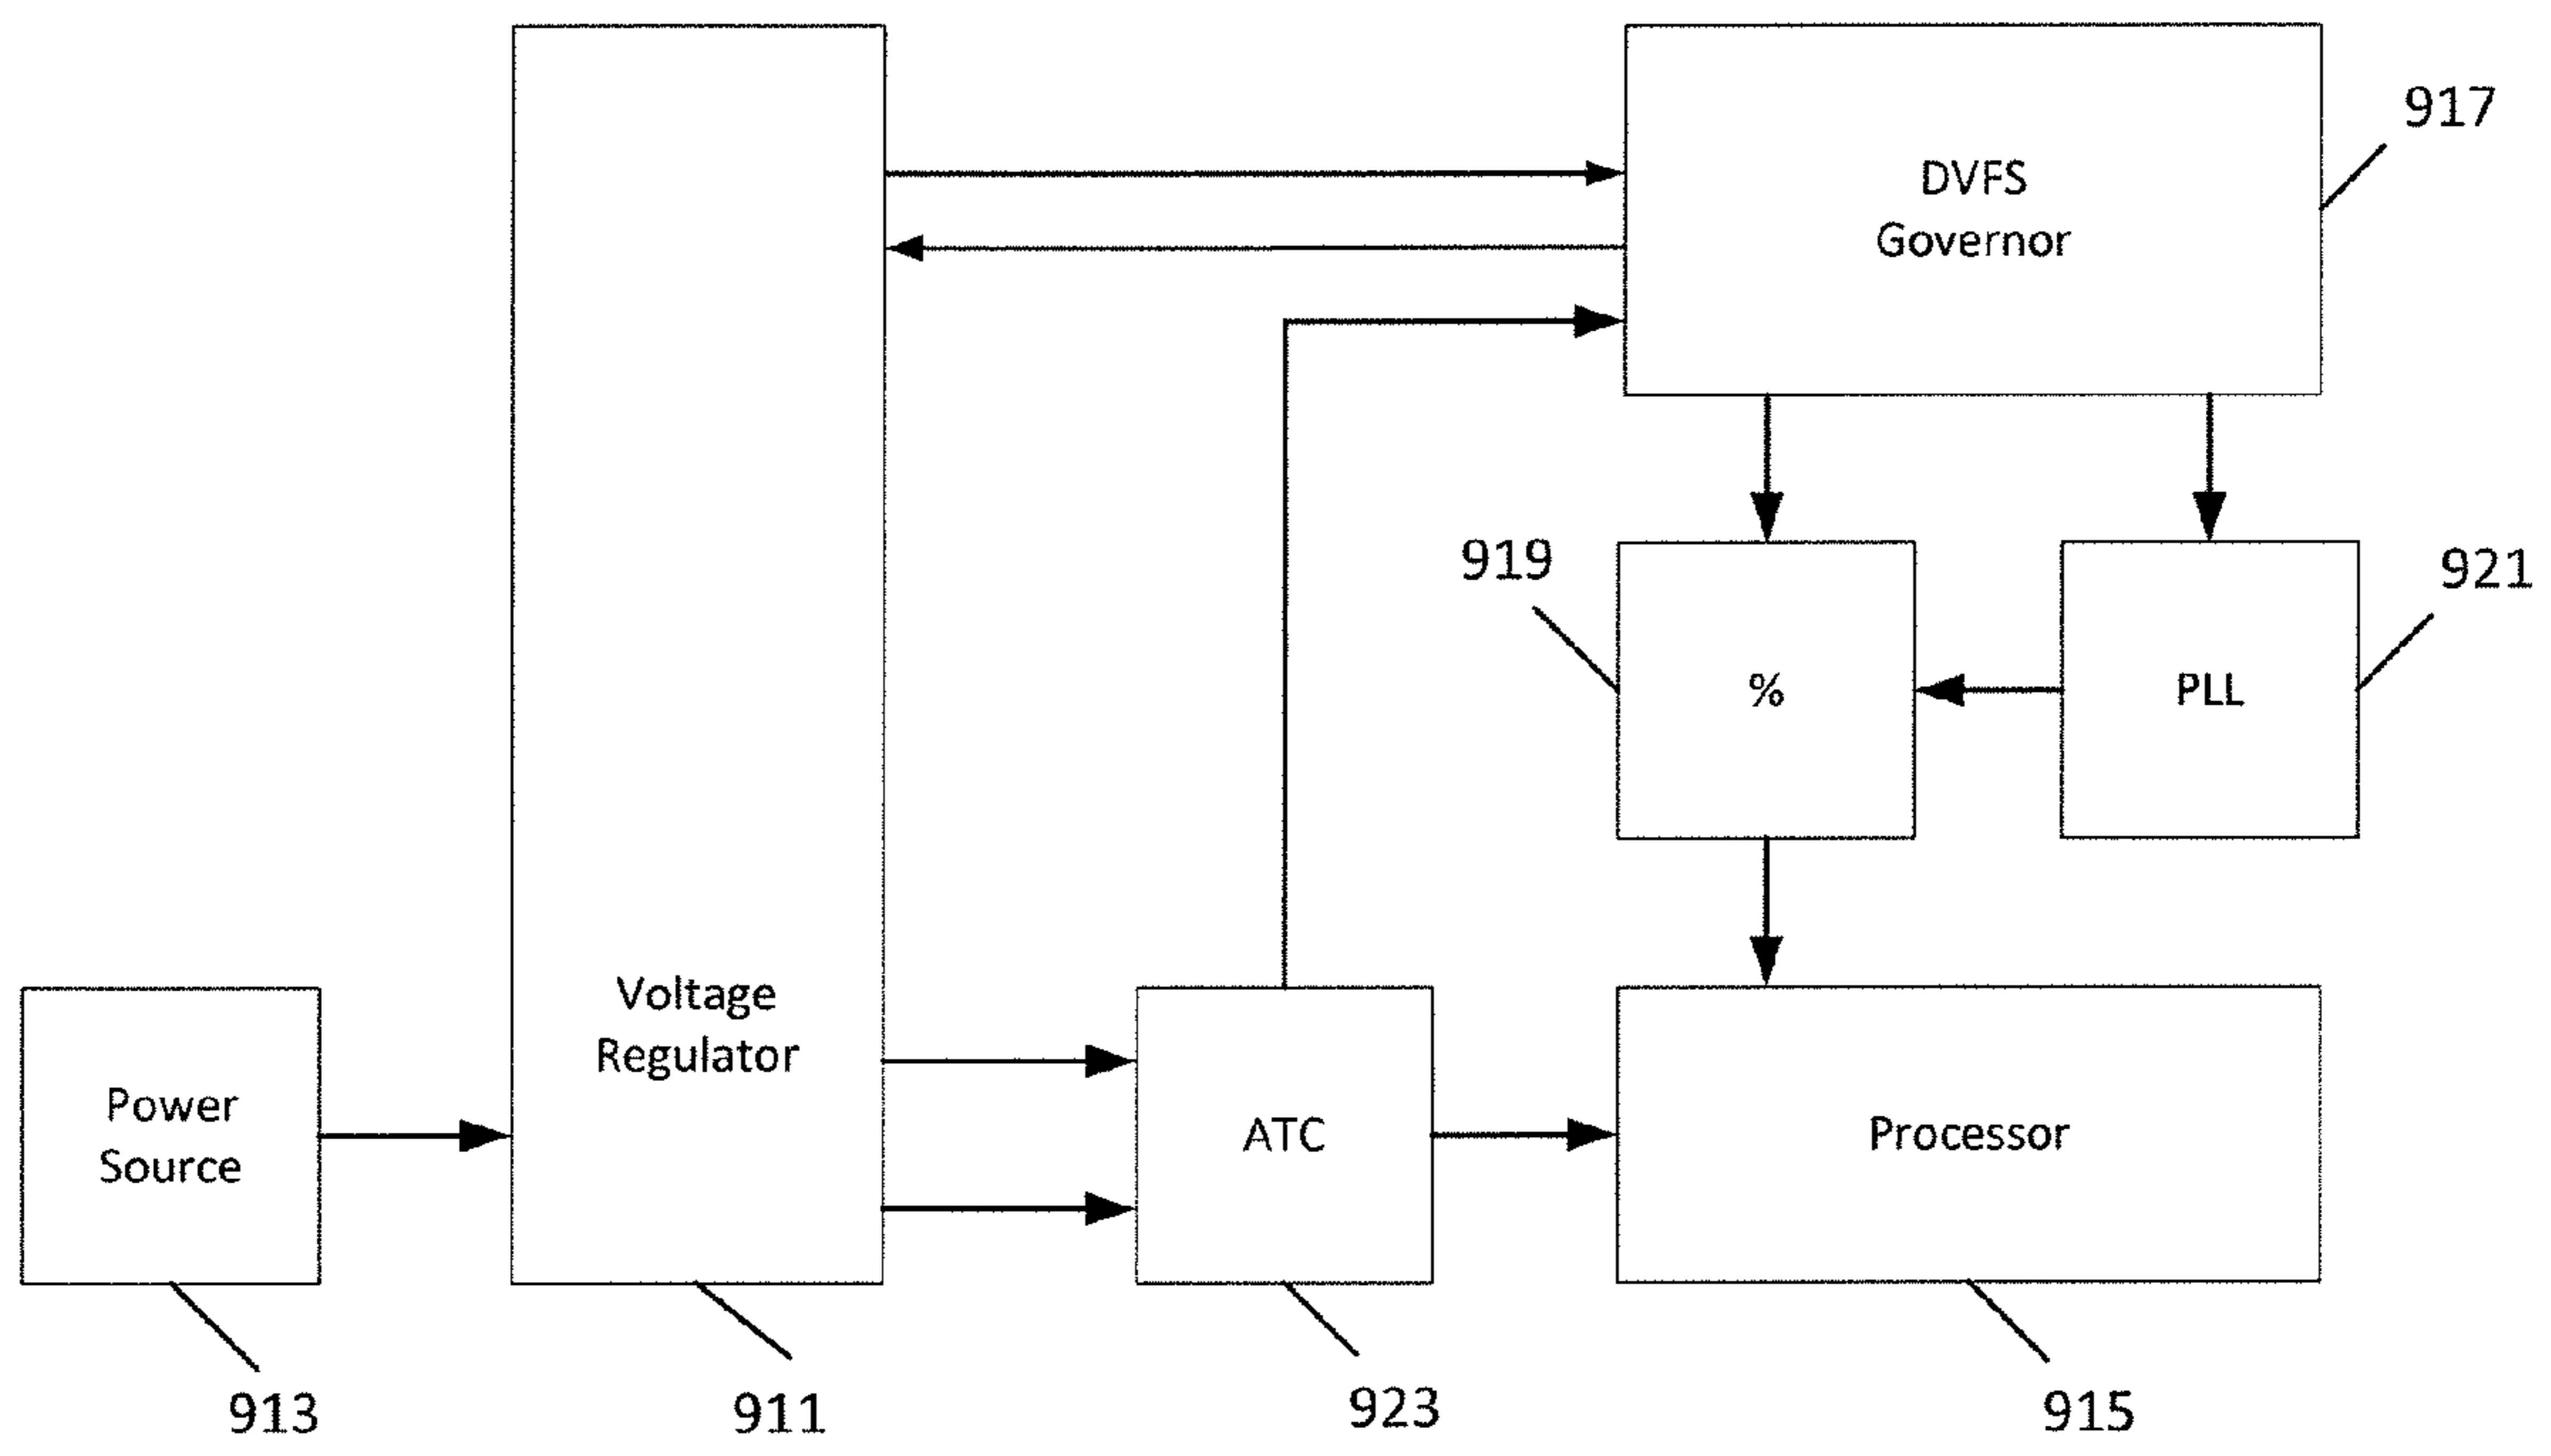 917
DVFS
Governor
919
921
%
PLL
Voltage
Regulator
Power
Source
ATC
Processor
913
911
923
915